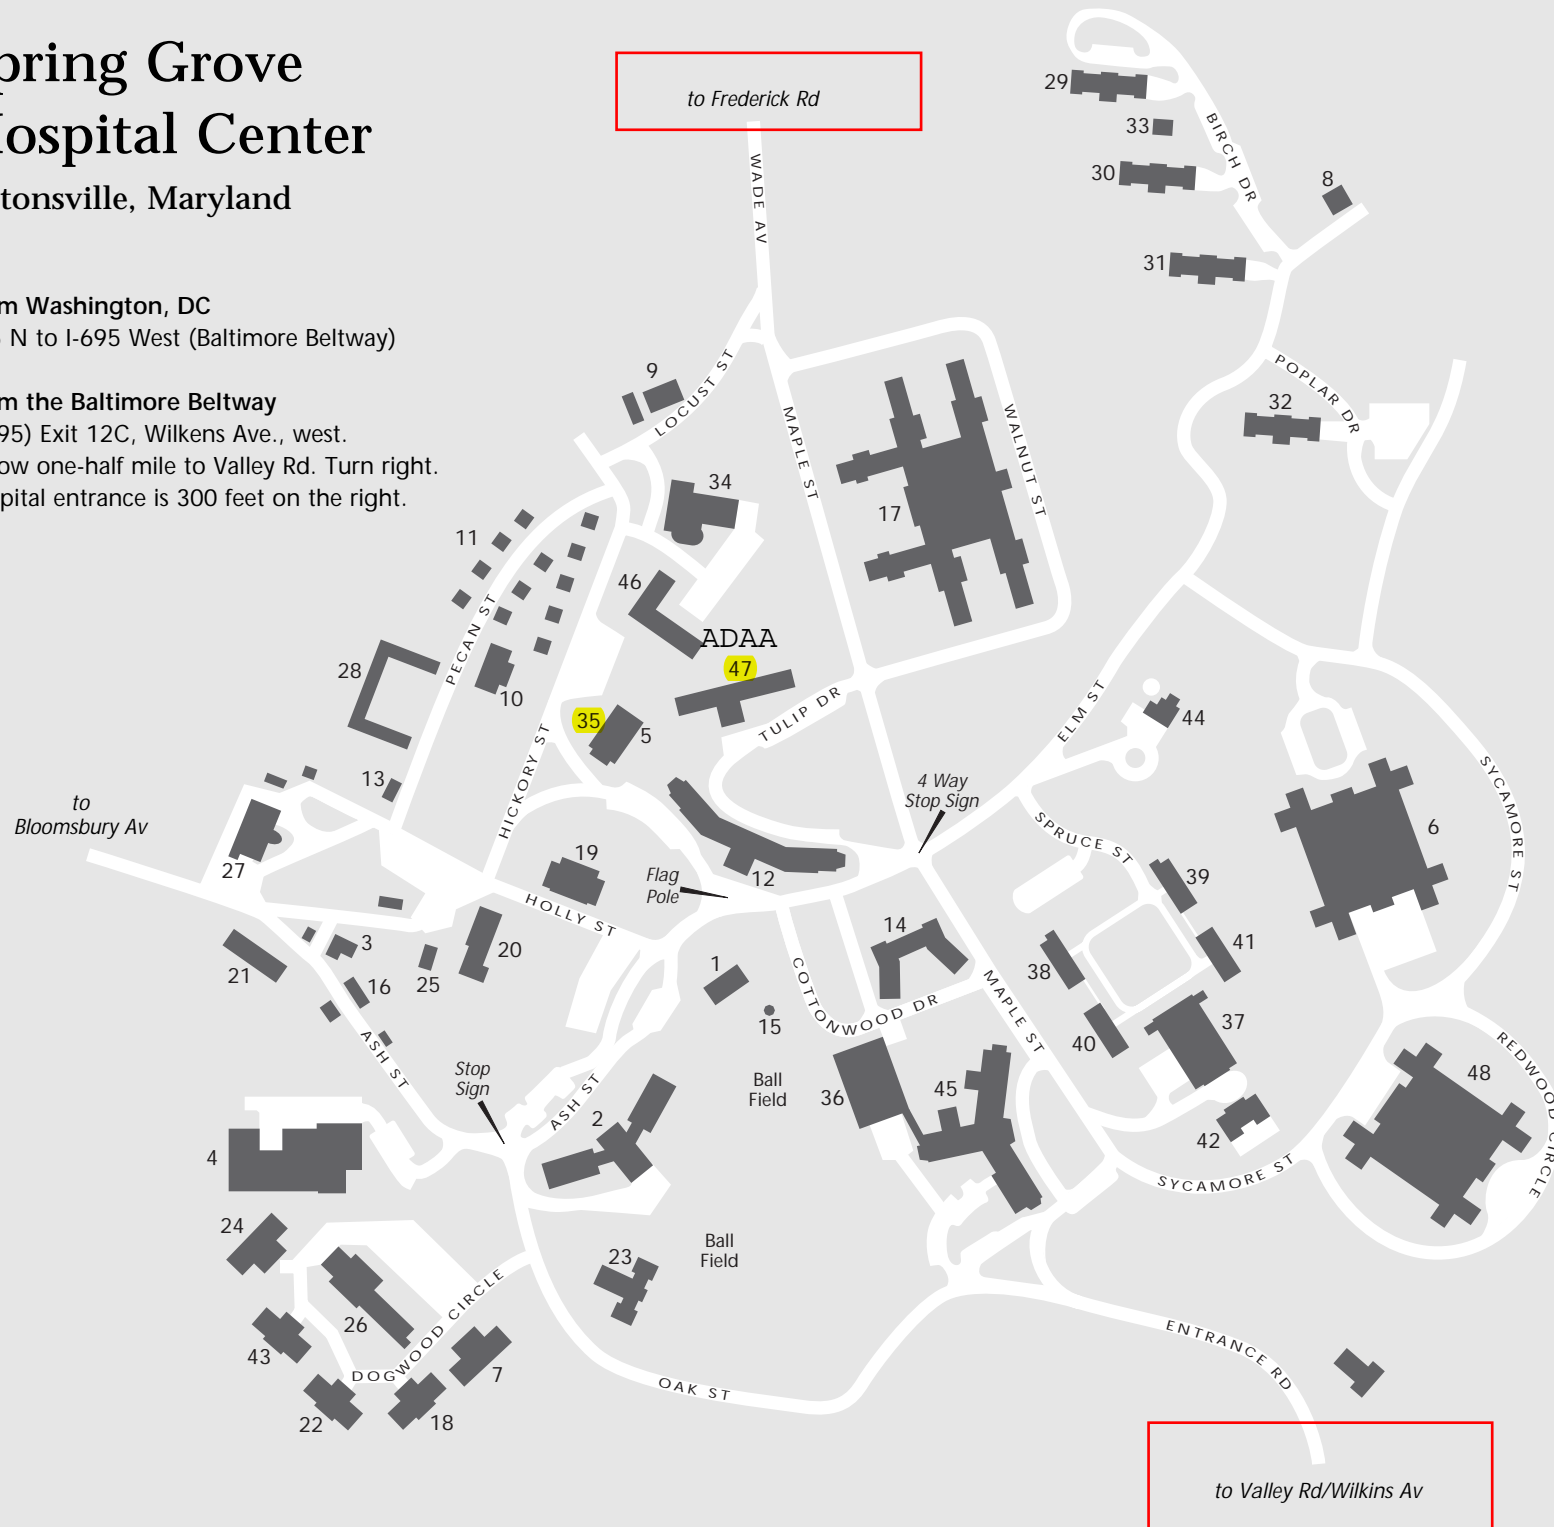 pring Grove
ospital Center
tonsville, Maryland
m Washington, DC
N to I-695 West (Baltimore Beltway)
m the Baltimore Beltway
95) Exit 12C, Wilkens Ave., west.
ow one-half mile to Valley Rd. Turn right.
pital entrance is 300 feet on the right.
to Frederick Rd
WADE AV
29
33
30
31
8
BIRCH DR
POPLAR DR
32
9
LOCUST ST
MAPLE ST
WALNUT ST
17
34
11
46
ADAA
47
PECAN ST
28
10
35
5
TULIP DR
ELM ST
44
HICKORY ST
13
to
Bloomsbury Av
4 Way
Stop Sign
SYCAMORE ST
6
SPRUCE ST
27
19
12
Flag
Pole
39
HOLLY ST
14
41
3
20
21
16
25
1
15
COTTONWOOD DR
MAPLE ST
38
40
37
REDWOOD CIRCLE
48
ASH ST
Stop
Sign
ASH ST
2
Ball
Field
36
45
42
4
SYCAMORE ST
24
23
Ball
Field
26
DOGWOOD CIRCLE
43
7
22
18
OAK ST
ENTRANCE RD
to Valley Rd/Wilkins Av